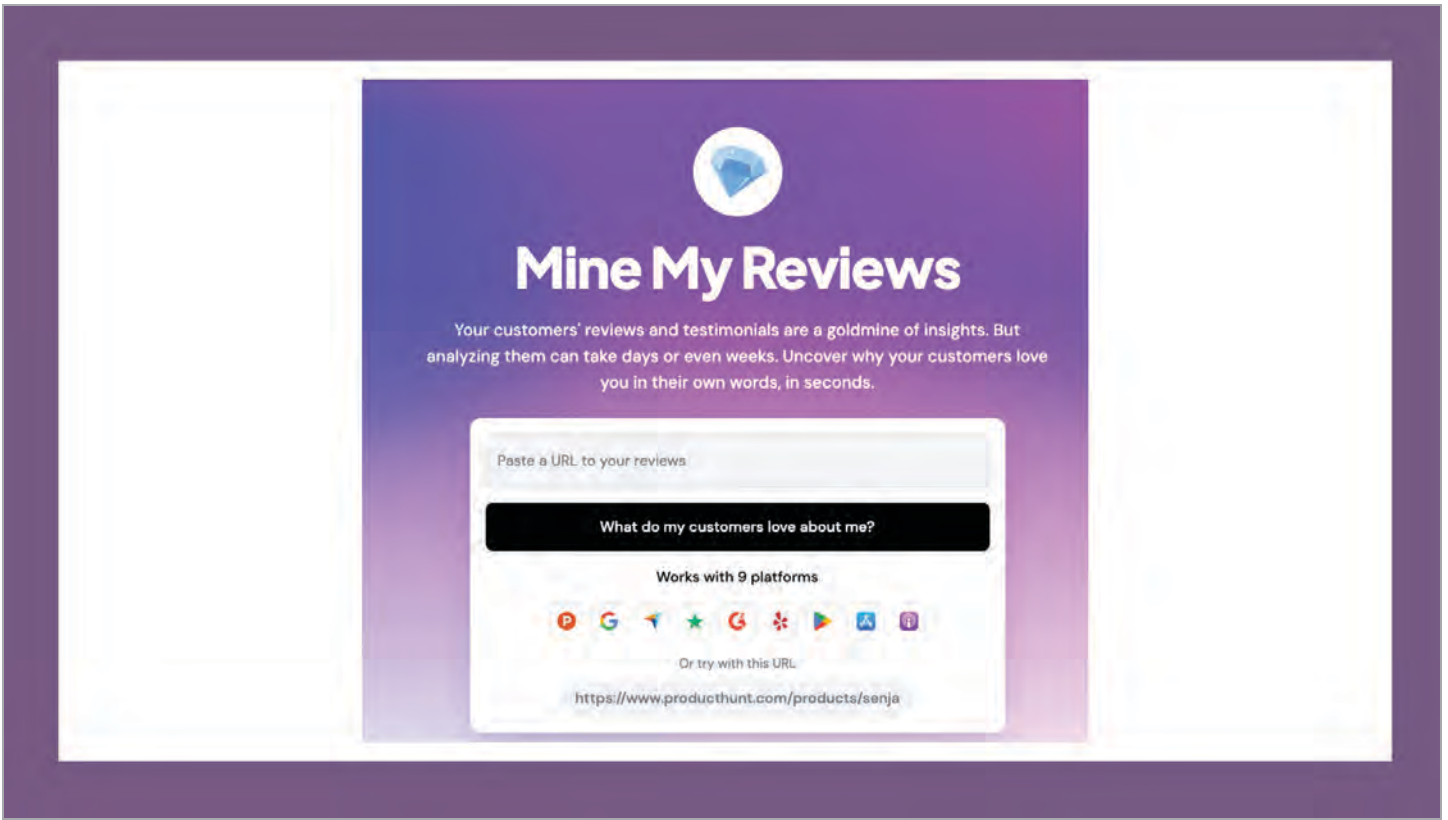 Mine My Reviews
Your customers' reviews and testimonials are a goldmine of insights. But
analyzing them can take days or even weeks. Uncover why your customers love
you in their own words, in seconds.
Paste a URL to your reviews
What do my customers love about me?
Works with 9 platforms
Or try with this URL
https://www.producthunt.com/products/senja